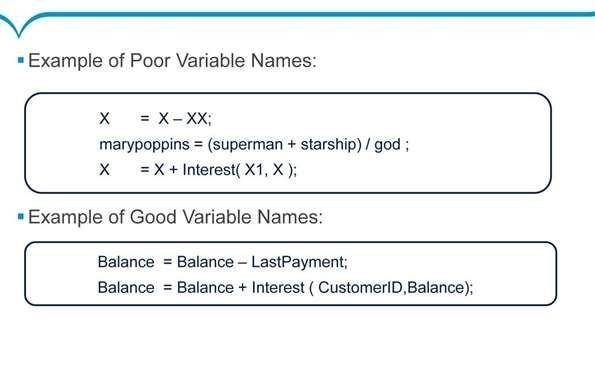 Example of Poor Variable Names:
X = X – XX;
marypoppins = (superman + starship) / god ;
X = X + Interest( X1, X );
Example of Good Variable Names:
Balance = Balance – LastPayment;
Balance = Balance + Interest ( CustomerID,Balance);